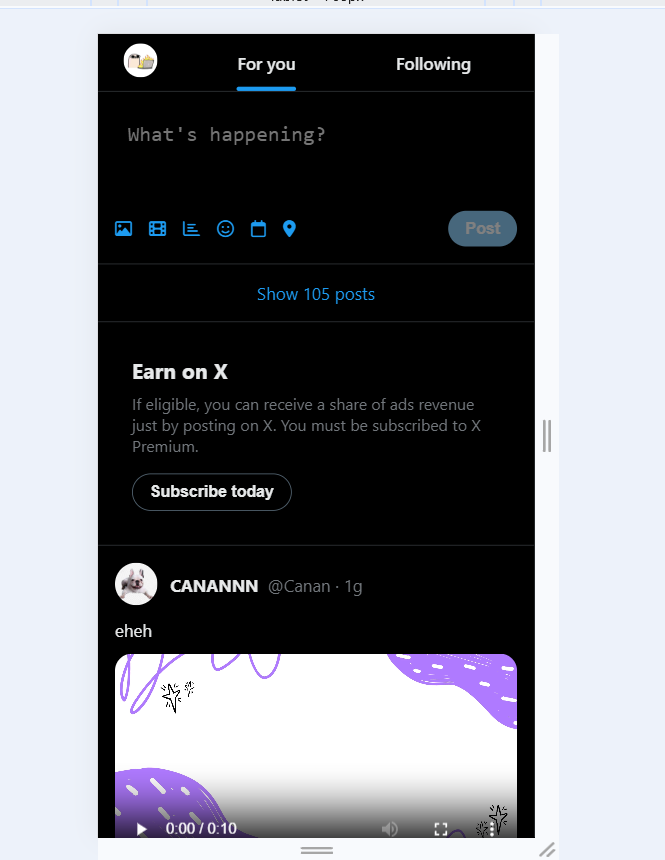 For you
Following
What's happening?
Post
Show 105 posts
Earn on X
If eligible, you can receive a share of ads revenue
just by posting on X. You must be subscribed to X
Premium.
Subscribe today
CANANNN @Canan · 1g
eheh
0:00 / 0:10